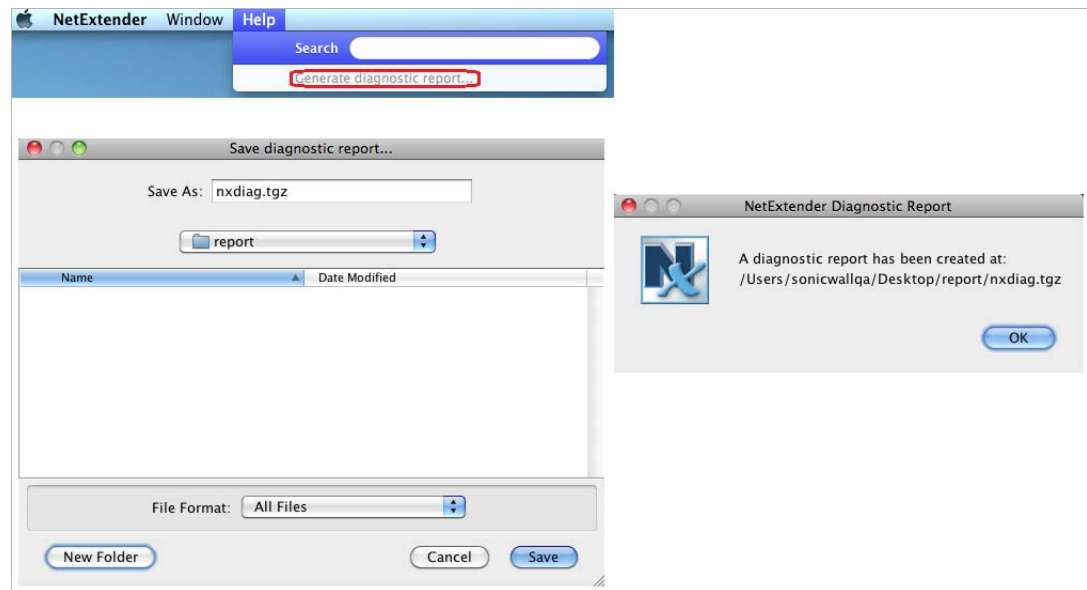 NetExtender Window Help
Search
Generate diagnostic report...
Save diagnostic report...
Save As: nxdiag.tgz
report
Name Date Modified
File Format: All Files
New Folder Cancel Save
NetExtender Diagnostic Report
Nx
A diagnostic report has been created at:
/Users/sonicwallqa/Desktop/report/nxdiag.tgz
OK